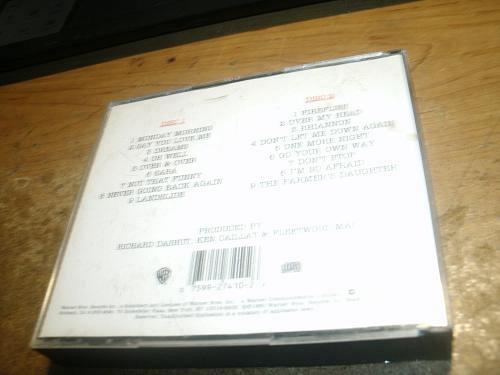 DISC 1
1 MONDAY MORNING
2 SAY YOU LOVE ME
3 DREAMS
4 OH WELL
5 OVER & OVER
6 SARA
7 NOT THAT FUNNY
8 NEVER GOING BACK AGAIN
9 LANDSLIDE
DISC 2
1 FIREFLIES
2 OVER MY HEAD
3 RHIANNON
4 DON'T LET ME DOWN AGAIN
5 ONE MORE NIGHT
6 GO YOUR OWN WAY
7 DON'T STOP
8 I'M SO AFRAID
9 THE FARMER'S DAUGHTER
PRODUCED BY
RICHARD DASHUT, KEN CAILLAT & FLEETWOOD MAC
7599-27410-2